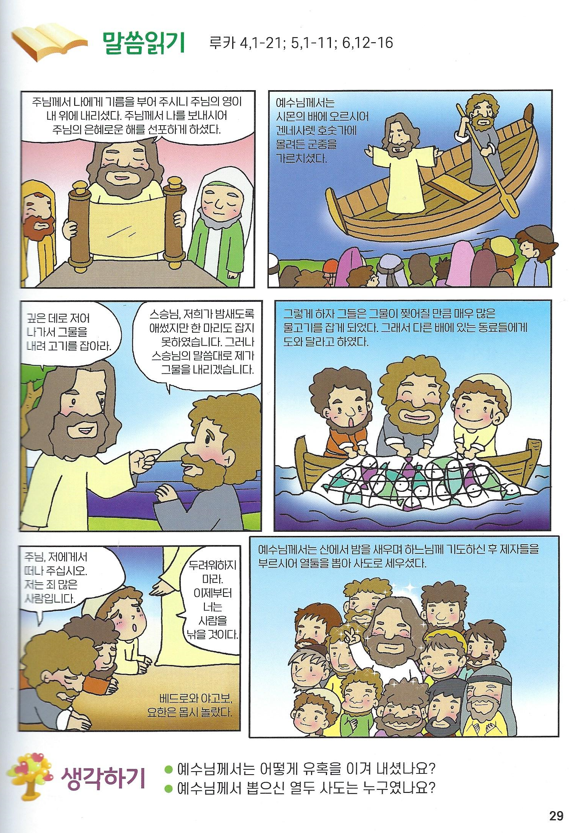 말씀읽기
루카 4,1-21; 5,1-11; 6,12-16
주님께서 나에게 기름을 부어 주시니 주님의 영이
내 위에 내리셨다. 주님께서 나를 보내시어
주님의 은혜로운 해를 선포하게 하셨다.
예수님께서는
시몬의 배에 오르시어
겐네사렛 호숫가에
몰려든 군중을
가르치셨다.
깊은 데로 저어
나가서 그물을
내려 고기를 잡아라.
스승님, 저희가 밤새도록
애썼지만 한 마리도 잡지
못하였습니다. 그러나
스승님의 말씀대로 제가
그물을 내리겠습니다.
그렇게 하자 그들은 그물이 찢어질 만큼 매우 많은
물고기를 잡게 되었다. 그래서 다른 배에 있는 동료들에게
도와 달라고 하였다.
주님, 저에게서
떠나 주십시오.
저는 죄 많은
사람입니다.
두려워하지
마라.
이제부터
너는
사람을
낚을 것이다.
베드로와 야고보,
요한은 몹시 놀랐다.
예수님께서는 산에서 밤을 새우며 하느님께 기도하신 후 제자들을
부르시어 열둘을 뽑아 사도로 세우셨다.
생각하기
● 예수님께서는 어떻게 유혹을 이겨 내셨나요?
● 예수님께서 뽑으신 열두 사도는 누구였나요?
29